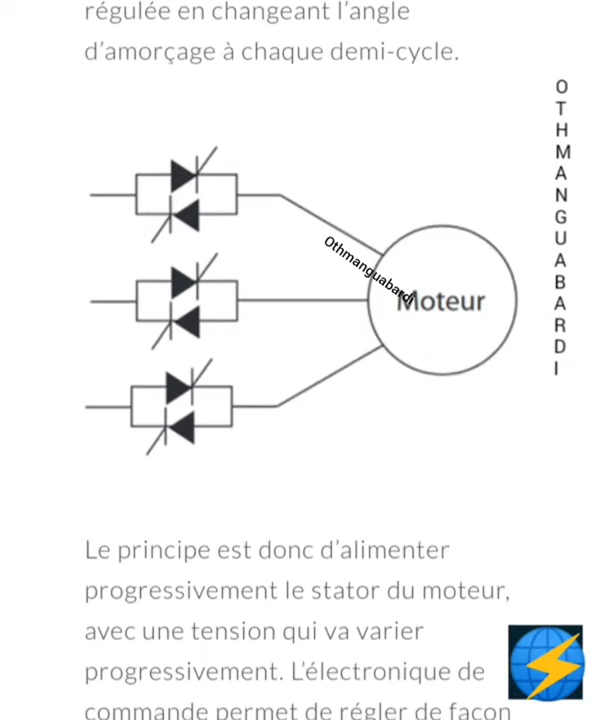 régulée en changeant l'angle
d'amorçage à chaque demi-cycle.
OTHMANGUABARDI
Othmanguabardi
Moteur
Le principe est donc d'alimenter
progressivement le stator du moteur,
avec une tension qui va varier
progressivement. L'électronique de
commande permet de régler de façon